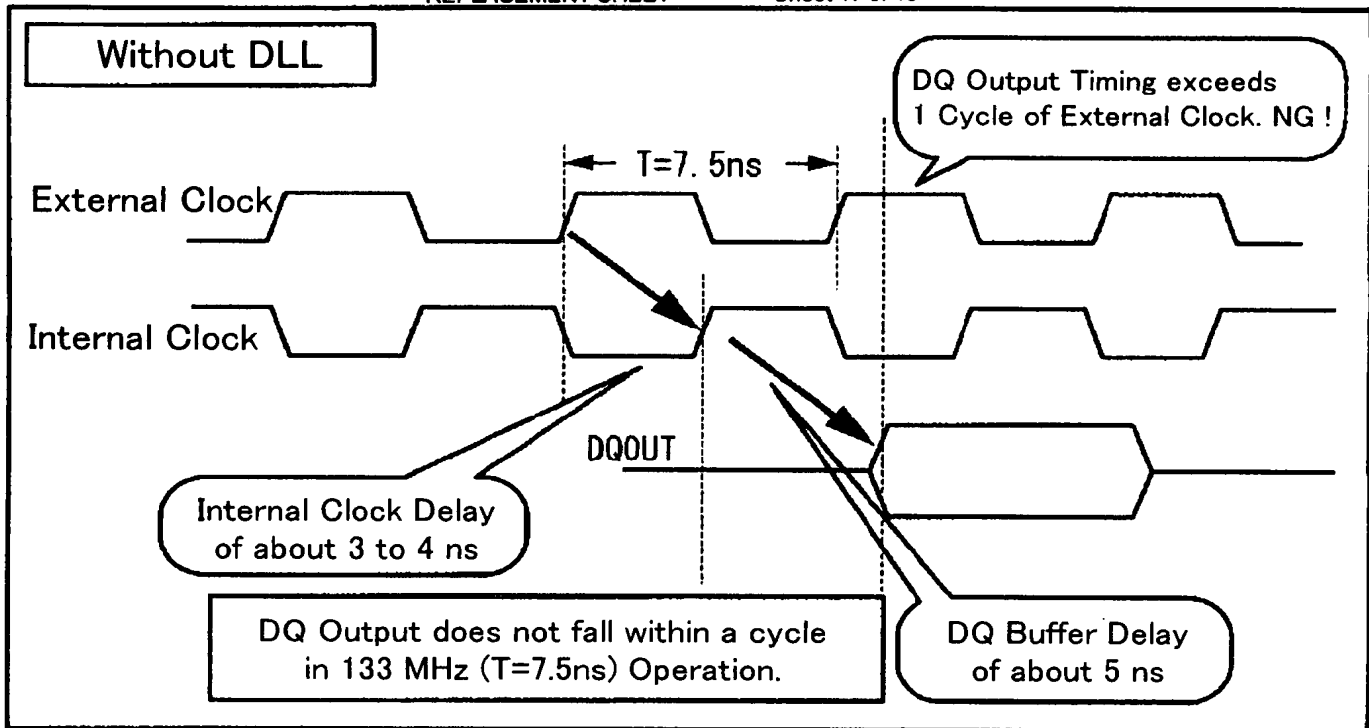 Without DLL
DQ Output Timing exceeds
1 Cycle of External Clock. NG !
T=7. 5ns
External Clock
Internal Clock
DQOUT
Internal Clock Delay
of about 3 to 4 ns
DQ Output does not fall within a cycle
in 133 MHz (T=7.5ns) Operation.
DQ Buffer Delay
of about 5 ns